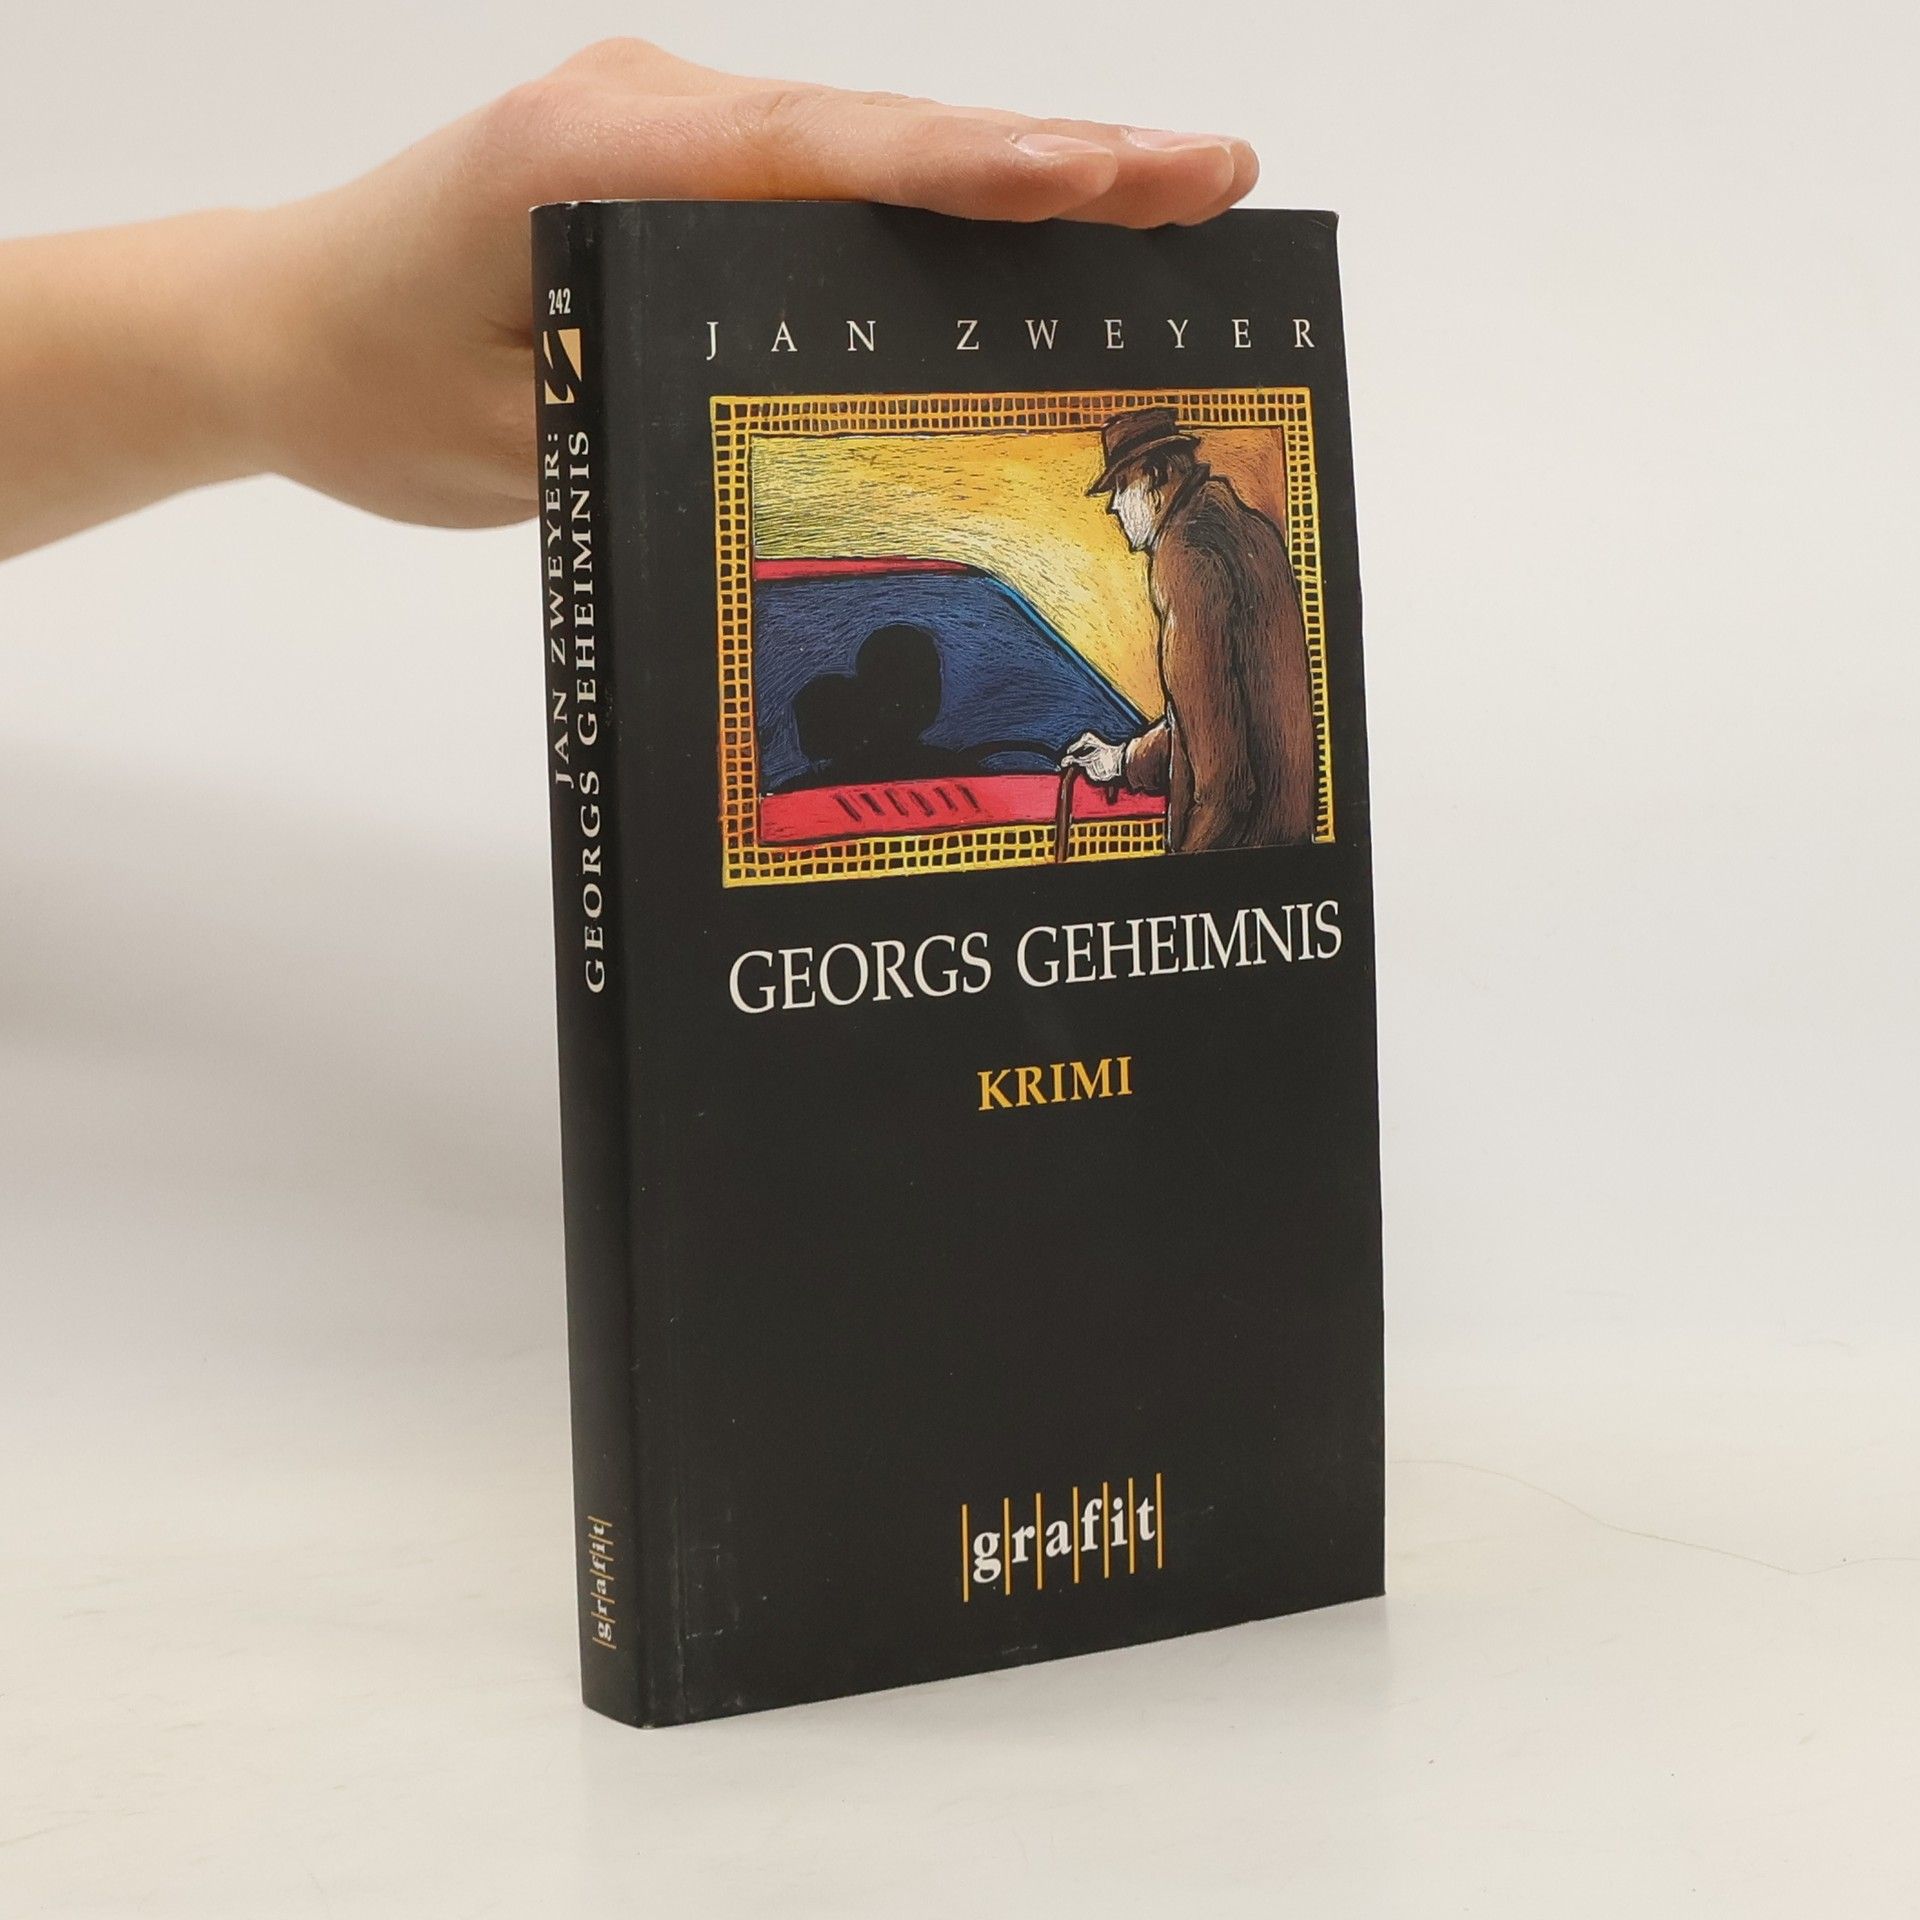 242
JAN ZWEYER:
GEORGS GEHEIMNIS
grafit
JAN ZWEYER
GEORGS GEHEIMNIS
KRIMI
grafit